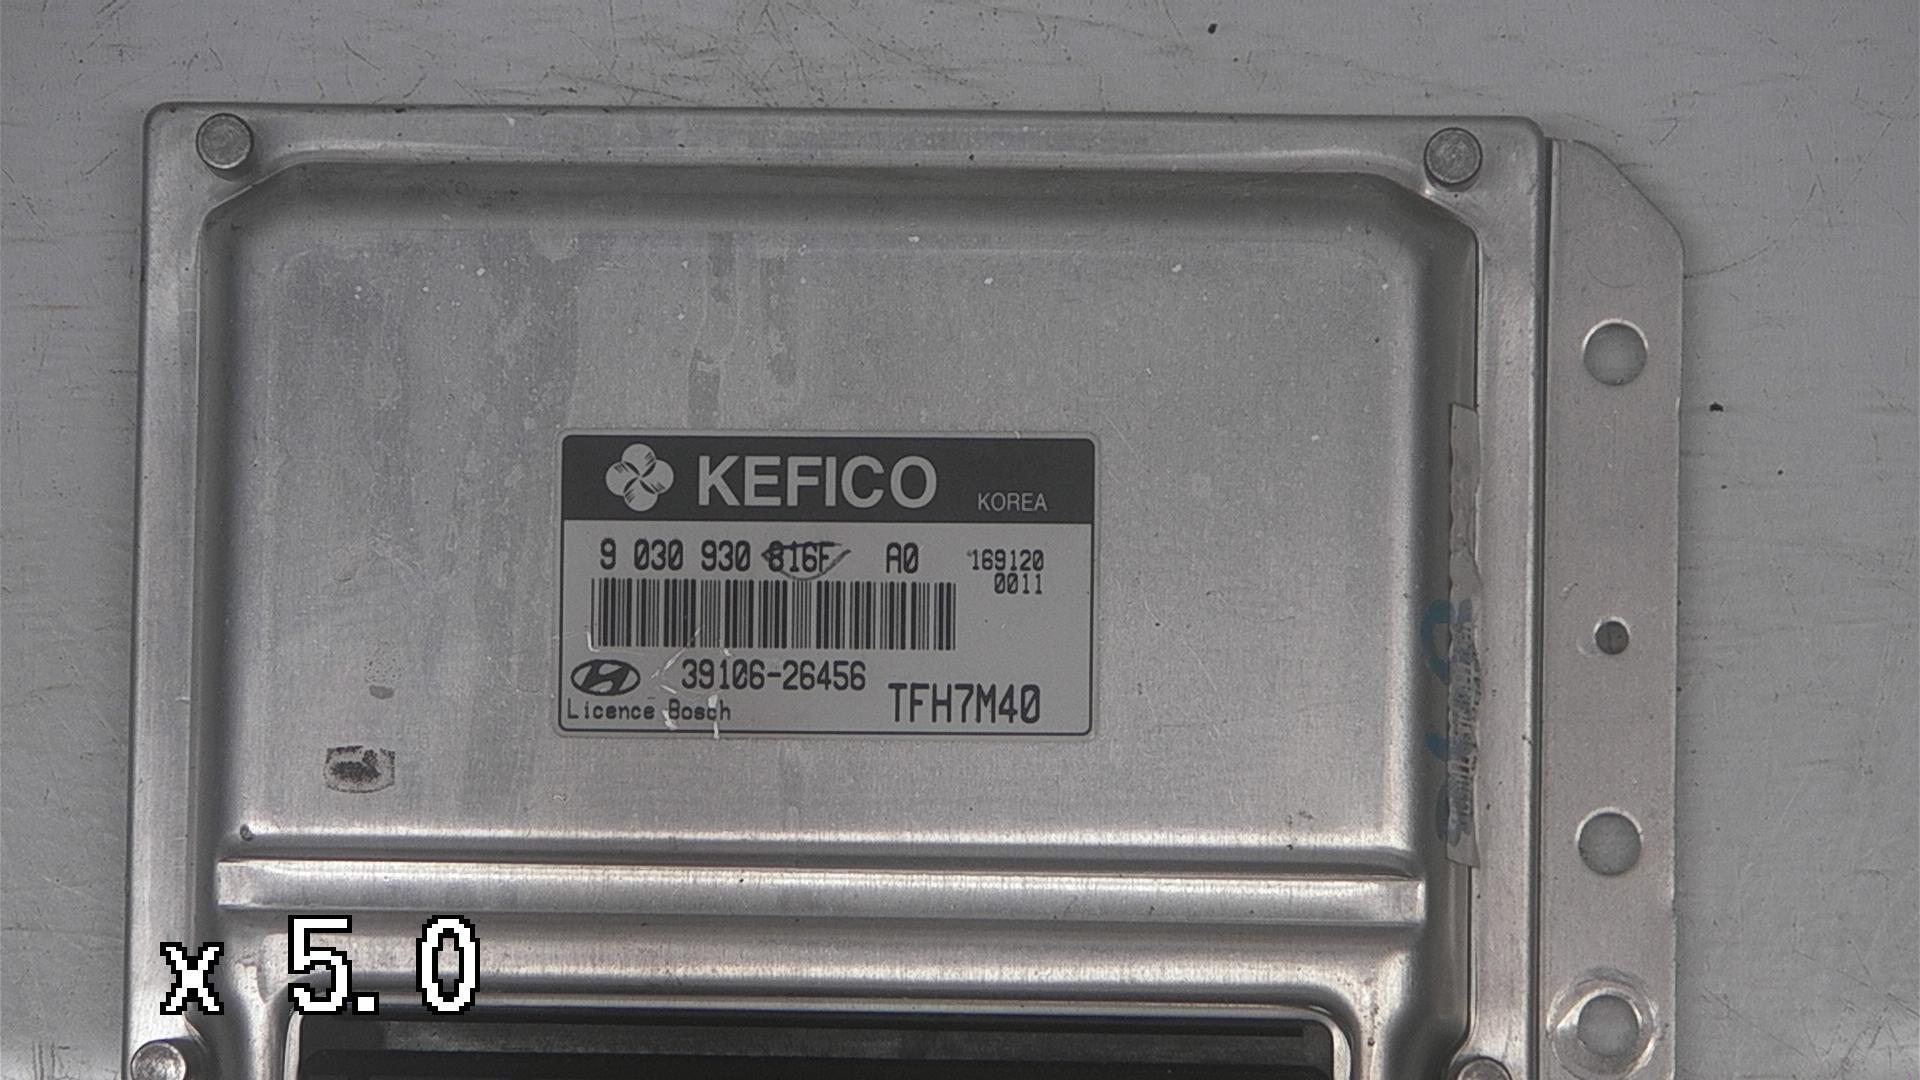 KEFICO KOREA
9 030 930 816F A0 169120
0011
39106-26456
Licence Bosch TFH7M40
x 5.0